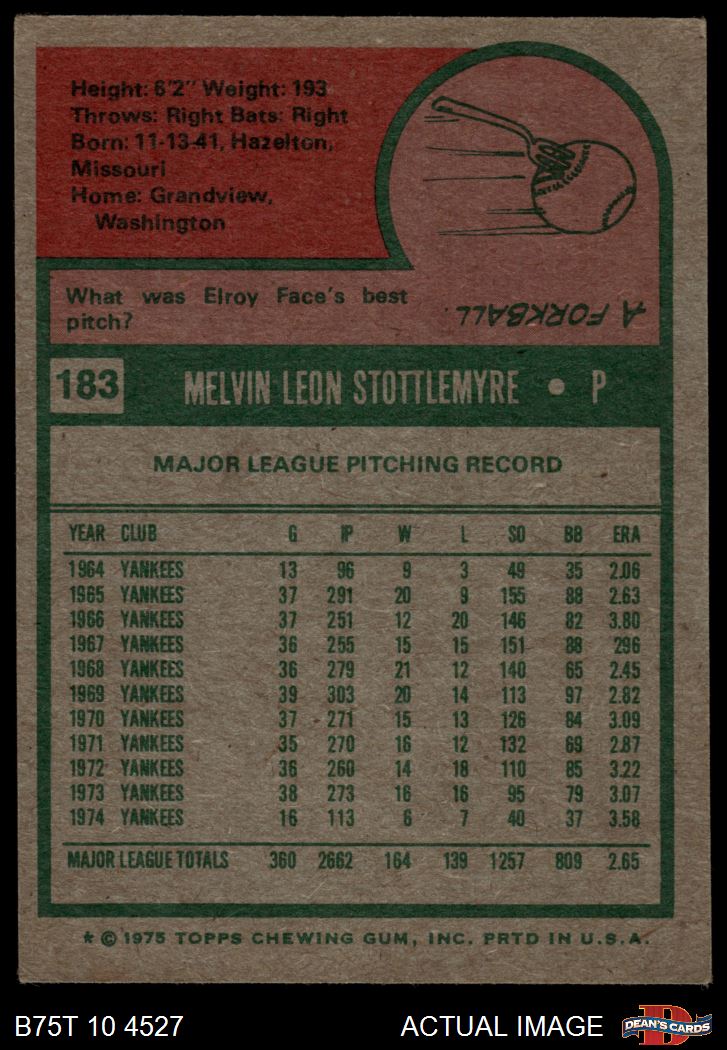 Height: 6'2" Weight: 193
Throws: Right Bats: Right
Born: 11-13-41, Hazelton,
Missouri
Home: Grandview,
Washington
What was Elroy Face's best
pitch?
A FORKBALL.
183 MELVIN LEON STOTTLEMYRE • P
MAJOR LEAGUE PITCHING RECORD
YEAR CLUB G IP W L SO BB ERA
1964 YANKEES 13 96 9 3 49 35 2.06
1965 YANKEES 37 291 20 9 155 88 2.63
1966 YANKEES 37 251 12 20 146 82 3.80
1967 YANKEES 36 255 15 15 151 88 296
1968 YANKEES 36 279 21 12 140 65 2.45
1969 YANKEES 39 303 20 14 113 97 2.82
1970 YANKEES 37 271 15 13 126 84 3.09
1971 YANKEES 35 270 16 12 132 69 2.87
1972 YANKEES 36 260 14 18 110 85 3.22
1973 YANKEES 38 273 16 16 95 79 3.07
1974 YANKEES 16 113 6 7 40 37 3.58
MAJOR LEAGUE TOTALS 360 2662 164 139 1257 809 2.65
* © 1975 TOPPS CHEWING GUM, INC. PRTD IN U.S.A.
B75T 10 4527 ACTUAL IMAGE D DEAN'S CARDS